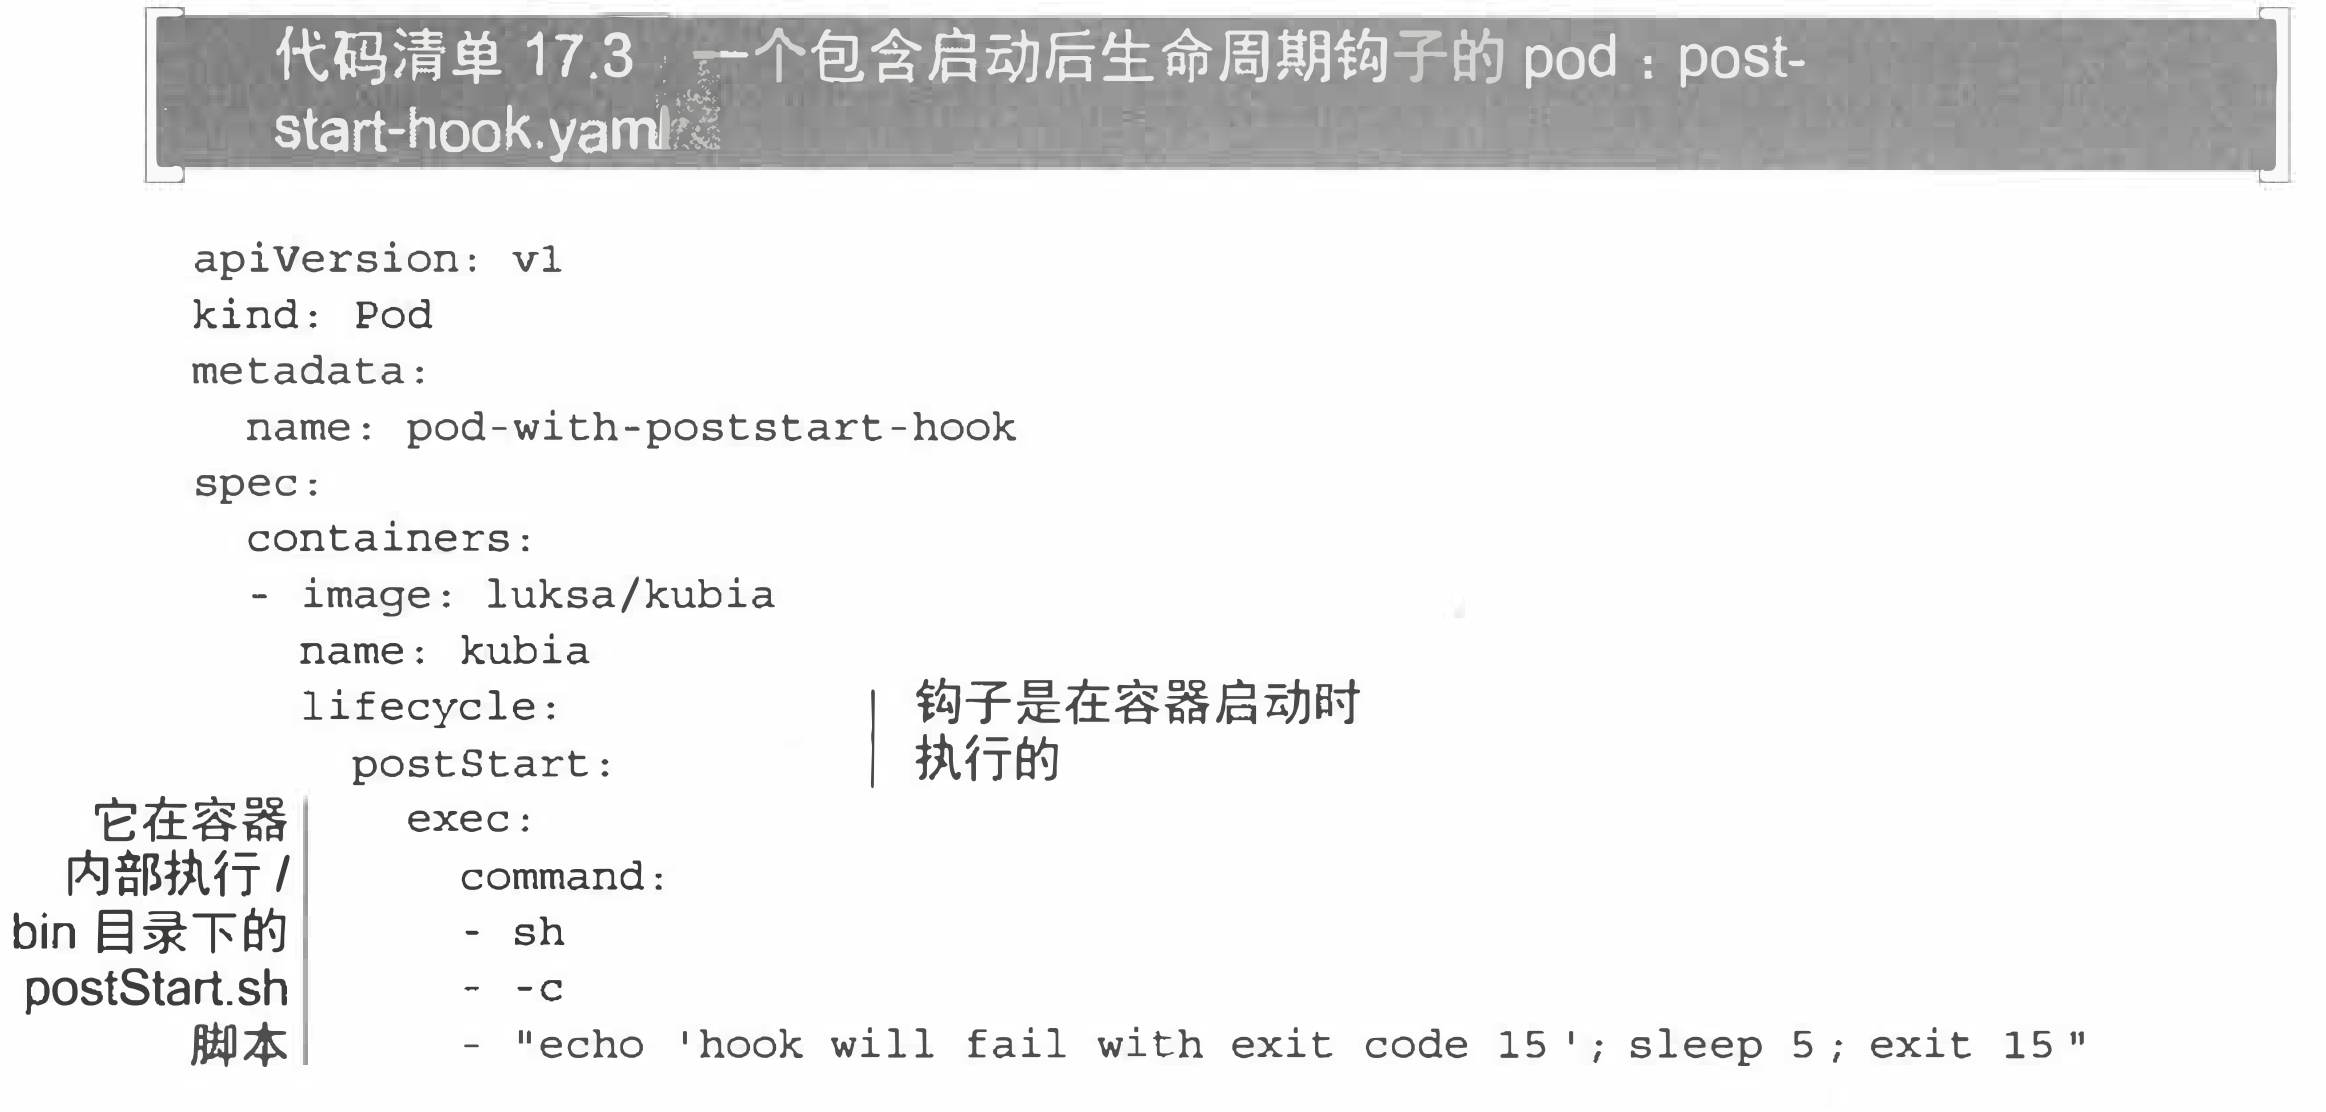 代码清单 17.3 一个包含启动后生命周期钩子的 pod：post-
start-hook.yaml
apiVersion: v1
kind: Pod
metadata:
  name: pod-with-poststart-hook
spec:
  containers:
  - image: luksa/kubia
    name: kubia
    lifecycle:
      postStart:
钩子是在容器启动时
执行的
        exec:
          command:
          - sh
          - -c
          - "echo 'hook will fail with exit code 15'; sleep 5; exit 15"
它在容器
内部执行 /
bin 目录下的
postStart.sh
脚本